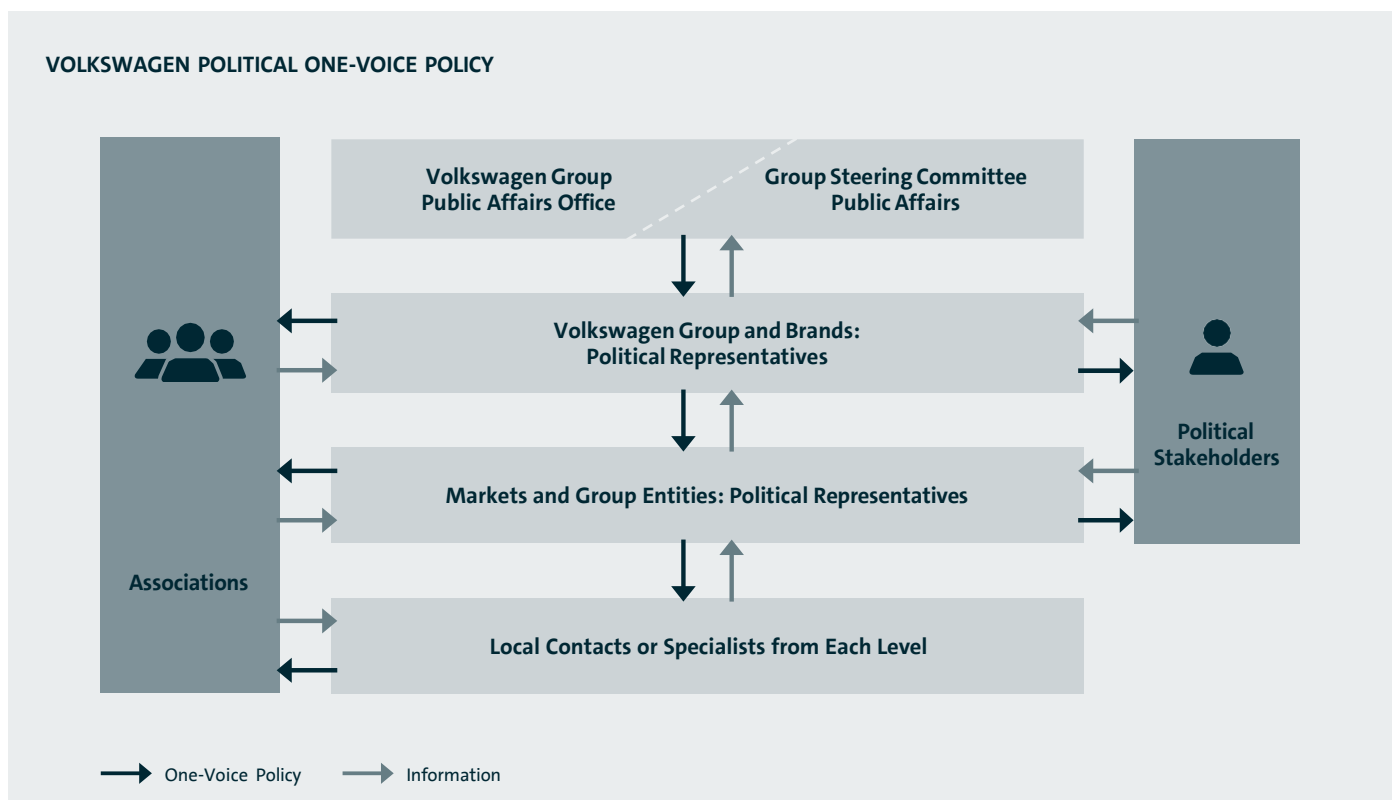 VOLKSWAGEN POLITICAL ONE-VOICE POLICY
Volkswagen Group
Public Affairs Office
Group Steering Committee
Public Affairs
Volkswagen Group and Brands:
Political Representatives
Political
Stakeholders
Markets and Group Entities: Political Representatives
Associations
Local Contacts or Specialists from Each Level
One-Voice Policy
Information